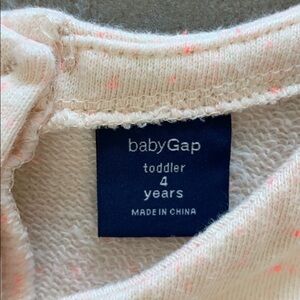 babyGap
toddler
4
years
MADE IN CHINA